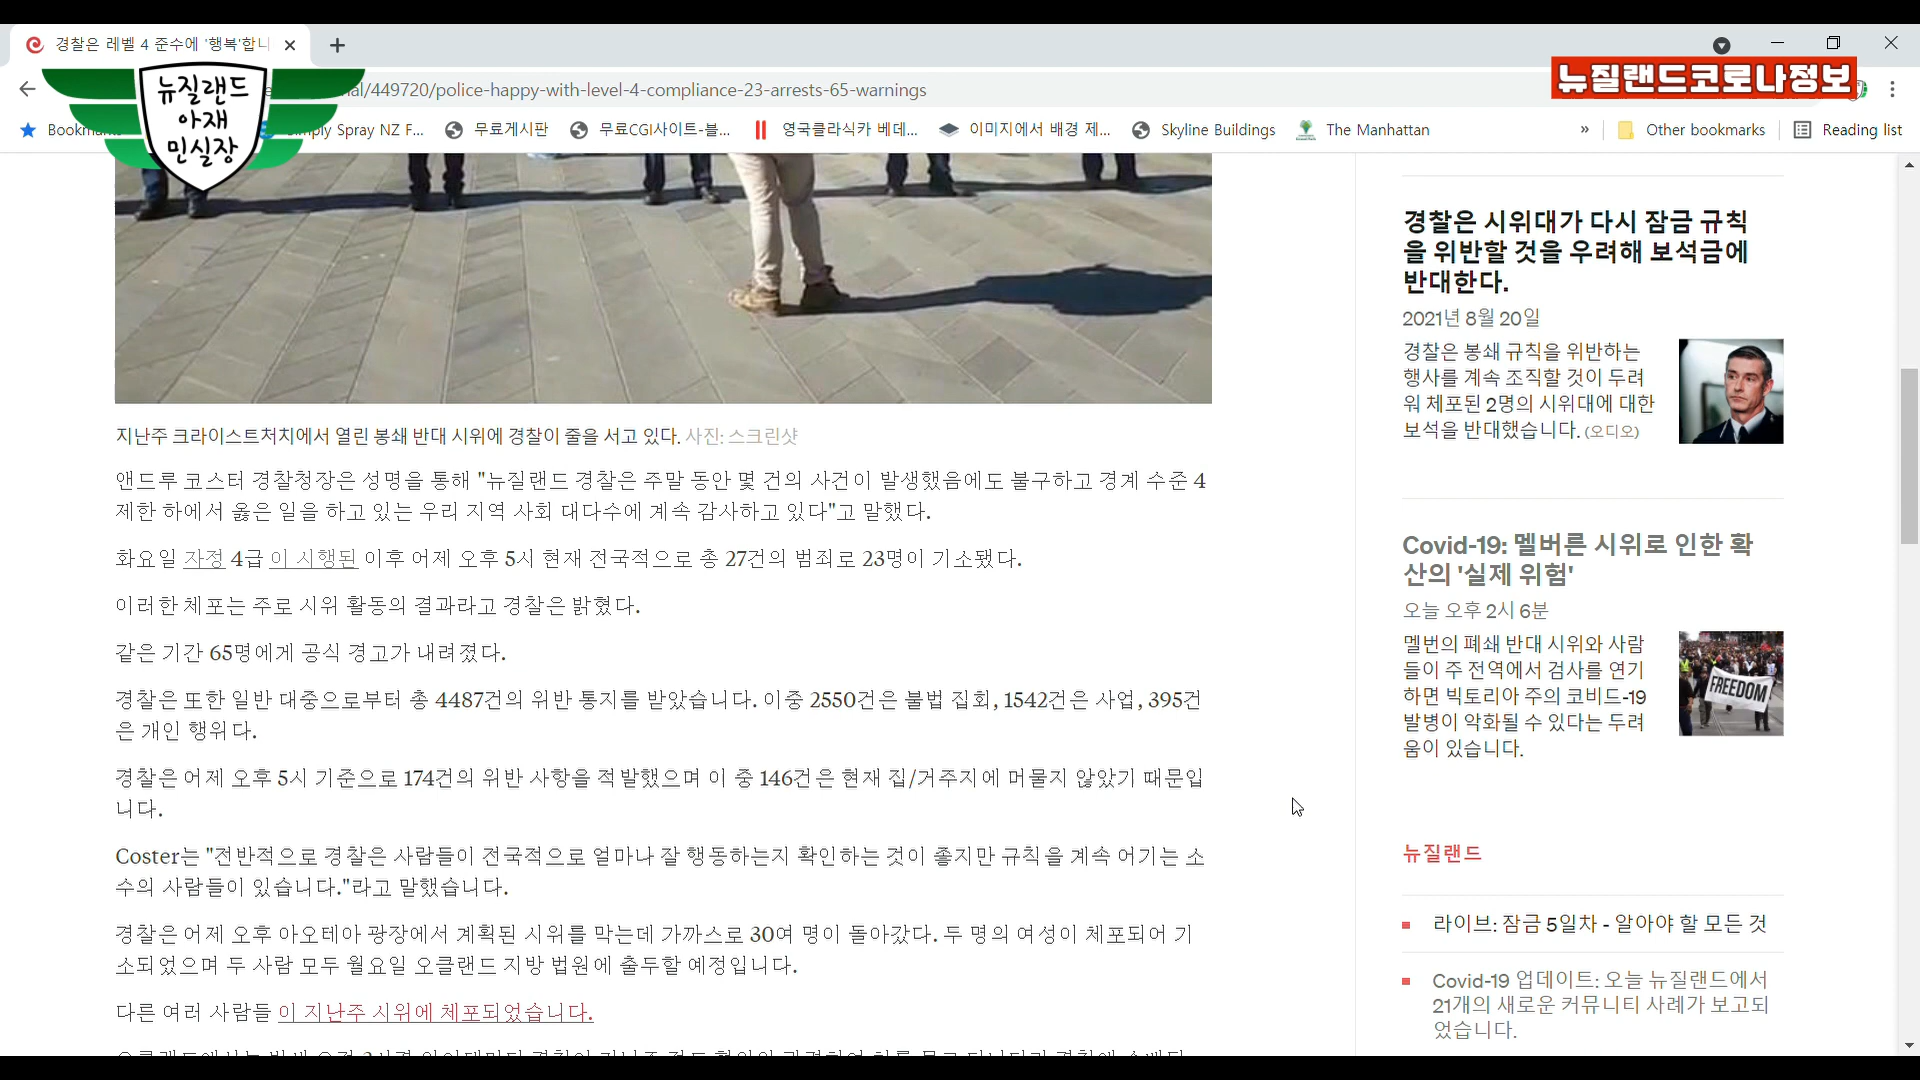 경찰은 레벨 4 준수에 '행복'합니
al/449720/police-happy-with-level-4-compliance-23-arrests-65-warnings
뉴질랜드
아재
민실장
뉴질랜드코로나정보
Simply Spray NZ F...
무료게시판
무료CGI사이트-블...
영국클라식카 베데...
이미지에서 배경 제...
Skyline Buildings
The Manhattan
»
Other bookmarks
Reading list
지난주 크라이스트처치에서 열린 봉쇄 반대 시위에 경찰이 줄을 서고 있다. 사진: 스크린샷
앤드루 코스터 경찰청장은 성명을 통해 "뉴질랜드 경찰은 주말 동안 몇 건의 사건이 발생했음에도 불구하고 경계 수준 4
제한 하에서 옳은 일을 하고 있는 우리 지역 사회 대다수에 계속 감사하고 있다"고 말했다.
화요일 자정 4급 이 시행된 이후 어제 오후 5시 현재 전국적으로 총 27건의 범죄로 23명이 기소됐다.
이러한 체포는 주로 시위 활동의 결과라고 경찰은 밝혔다.
같은 기간 65명에게 공식 경고가 내려졌다.
경찰은 또한 일반 대중으로부터 총 4487건의 위반 통지를 받았습니다. 이중 2550건은 불법 집회, 1542건은 사업, 395건
은 개인 행위다.
경찰은 어제 오후 5시 기준으로 174건의 위반 사항을 적발했으며 이 중 146건은 현재 집/거주지에 머물지 않았기 때문입
니다.
Coster는 "전반적으로 경찰은 사람들이 전국적으로 얼마나 잘 행동하는지 확인하는 것이 좋지만 규칙을 계속 어기는 소
수의 사람들이 있습니다."라고 말했습니다.
경찰은 어제 오후 아오테아 광장에서 계획된 시위를 막는데 가까스로 30여 명이 돌아갔다. 두 명의 여성이 체포되어 기
소되었으며 두 사람 모두 월요일 오클랜드 지방 법원에 출두할 예정입니다.
다른 여러 사람들 이 지난주 시위에 체포되었습니다.
경찰은 시위대가 다시 잠금 규칙
을 위반할 것을 우려해 보석금에
반대한다.
2021년 8월 20일
경찰은 봉쇄 규칙을 위반하는
행사를 계속 조직할 것이 두려
워 체포된 2명의 시위대에 대한
보석을 반대했습니다. (오디오)
Covid-19: 멜버른 시위로 인한 확
산의 '실제 위험'
오늘 오후 2시 6분
멜번의 폐쇄 반대 시위와 사람
들이 주 전역에서 검사를 연기
하면 빅토리아 주의 코비드-19
발병이 악화될 수 있다는 두려
움이 있습니다.
FREEDOM
뉴질랜드
라이브: 잠금 5일차 - 알아야 할 모든 것
Covid-19 업데이트: 오늘 뉴질랜드에서
21개의 새로운 커뮤니티 사례가 보고되
었습니다.